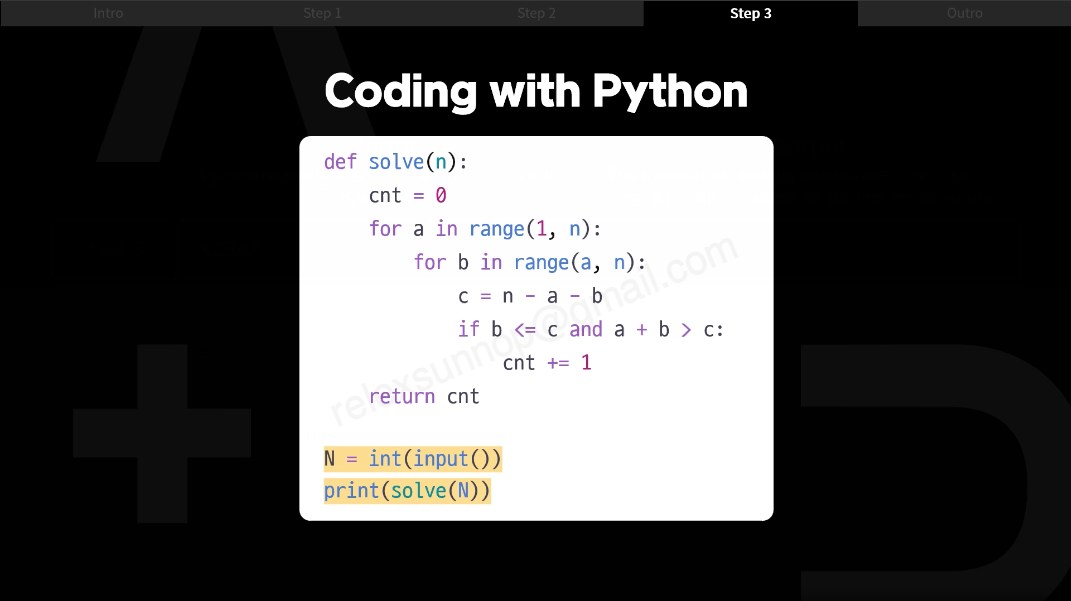 Intro Step 1 Step 2 Step 3 Outro
Coding with Python
def solve(n):
    cnt = 0
    for a in range(1, n):
        for b in range(a, n):
            c = n - a - b
            if b <= c and a + b > c:
                cnt += 1
    return cnt
N = int(input())
print(solve(N))
relaxsunnop@gmail.com